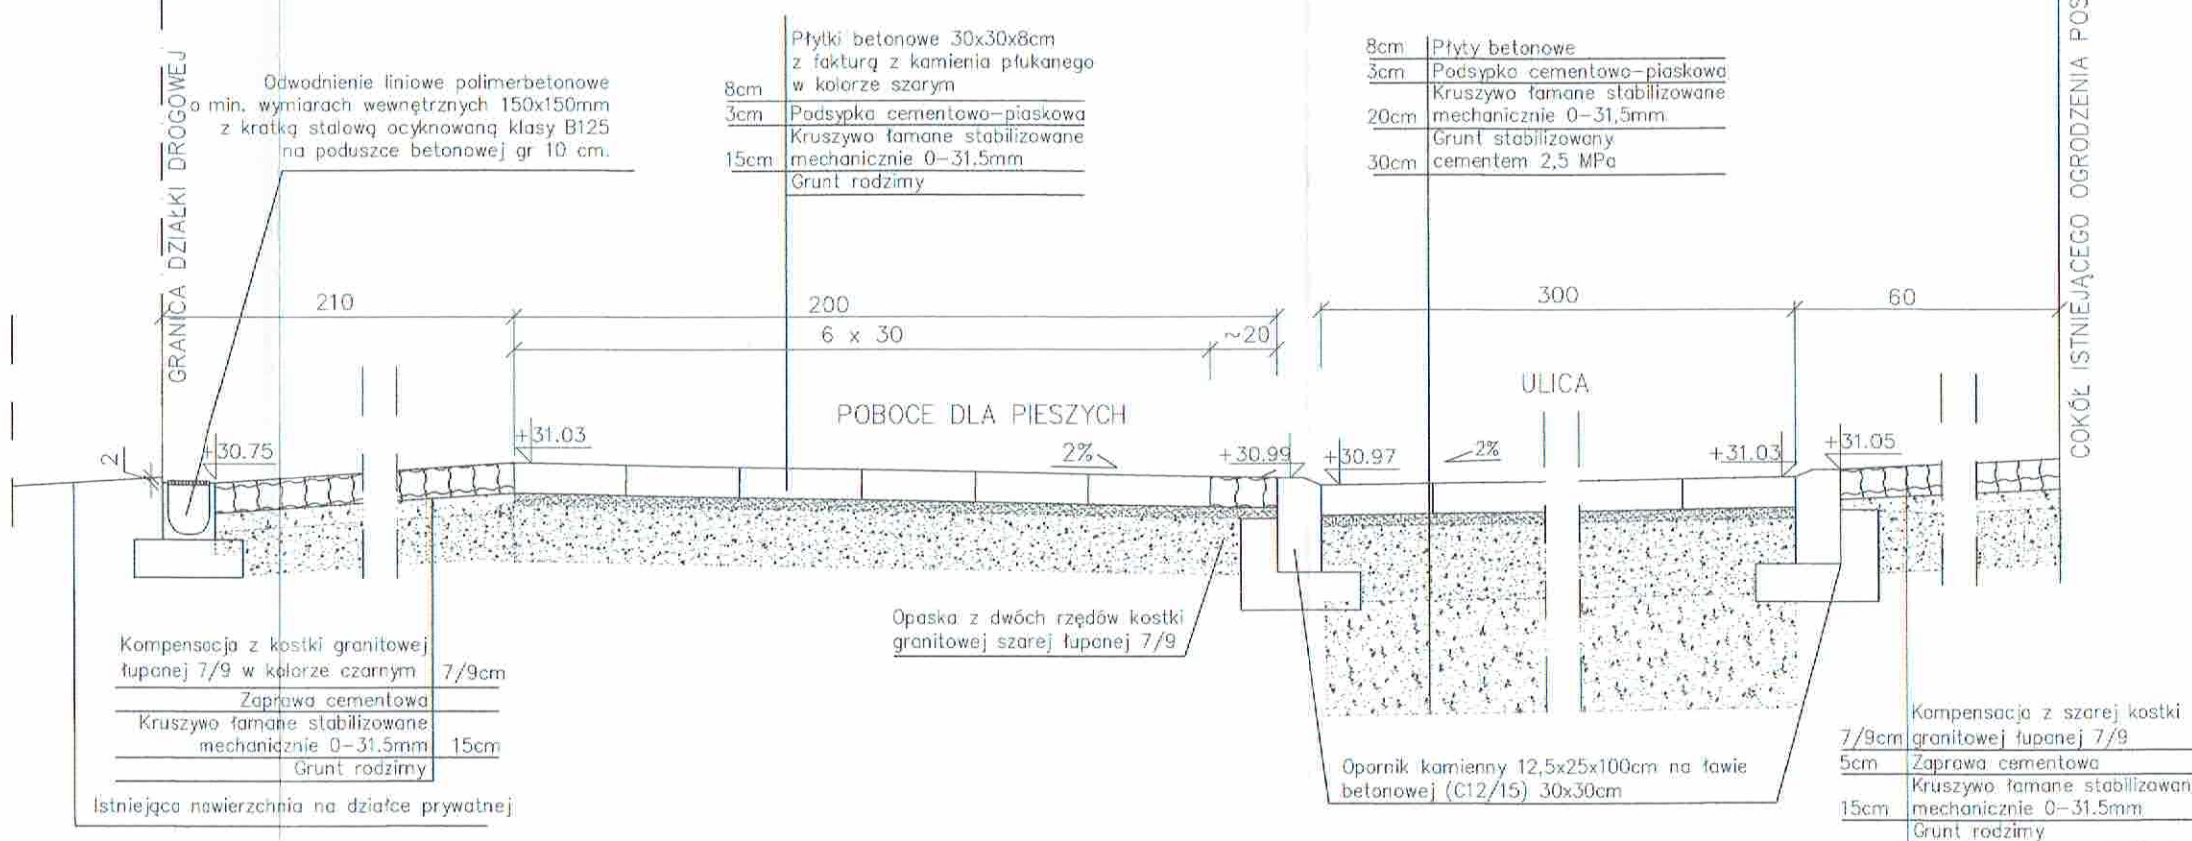 GRANICA DZIAŁKI DROGOWEJ
Odwodnienie liniowe polimerbetonowe
o min. wymiarach wewnętrznych 150x150mm
z kratką stalową ocyknowaną klasy B125
na poduszce betonowej gr 10 cm.
Płytki betonowe 30x30x8cm
z fakturą z kamienia płukanego
8cm w kolorze szarym
3cm Podsypka cementowo-piaskowa
Kruszywo łamane stabilizowane
15cm mechanicznie 0-31.5mm
Grunt rodzimy
8cm Płyty betonowe
3cm Podsypka cementowo-piaskowa
Kruszywo łamane stabilizowane
20cm mechanicznie 0-31,5mm
Grunt stabilizowany
30cm cementem 2,5 MPa
COKÓŁ ISTNIEJĄCEGO OGRODZENIA POS
210
200
300
60
6 x 30
~20
ULICA
POBOCE DLA PIESZYCH
2
+30.75
+31.03
2%
+30.99
+30.97
2%
+31.03
+31.05
Opaska z dwóch rzędów kostki
granitowej szarej łupanej 7/9
Kompensacja z kostki granitowej
łupanej 7/9 w kolorze czarnym 7/9cm
Zaprawa cementowa
Kruszywo łamane stabilizowane
mechanicznie 0-31.5mm 15cm
Grunt rodzimy
Istniejąca nawierzchnia na działce prywatnej
Opornik kamienny 12,5x25x100cm na ławie
betonowej (C12/15) 30x30cm
Kompensacja z szarej kostki
7/9cm granitowej łupanej 7/9
5cm Zaprawa cementowa
Kruszywo łamane stabilizowan
15cm mechanicznie 0-31.5mm
Grunt rodzimy